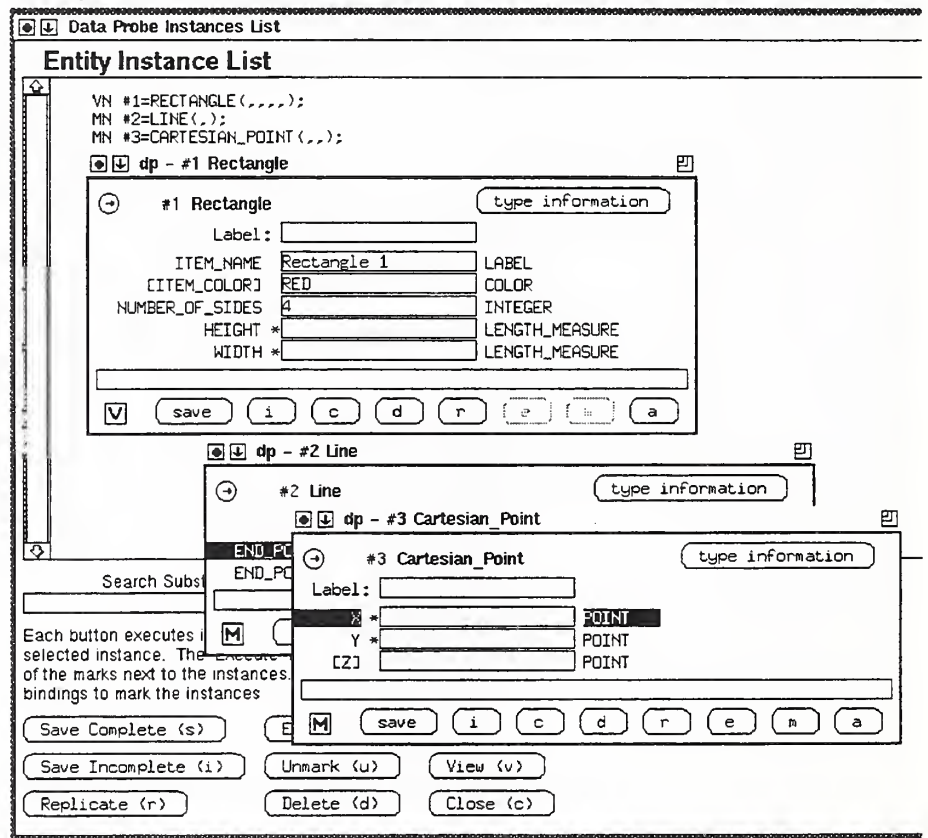 Data Probe Instances List
Entity Instance List
VN #1=RECTANGLE(,,,,);
MN #2=LINE(,);
MN #3=CARTESIAN_POINT(,,);
dp - #1 Rectangle
#1 Rectangle
type information
Label:
ITEM_NAME Rectangle 1 LABEL
[ITEM_COLOR] RED COLOR
NUMBER_OF_SIDES 4 INTEGER
HEIGHT * LENGTH_MEASURE
WIDTH * LENGTH_MEASURE
V save i c d r e m a
dp - #2 Line
#2 Line
type information
END_PO
END_PO
M
dp - #3 Cartesian_Point
#3 Cartesian_Point
type information
Label:
X * POINT
Y * POINT
[Z] POINT
M save i c d r e m a
Search Subst
Each button executes i
selected instance. The Execute
of the marks next to the instances.
bindings to mark the instances
Save Complete (s)
E
Save Incomplete (i)
Unmark (u)
View (v)
Replicate (r)
Delete (d)
Close (c)